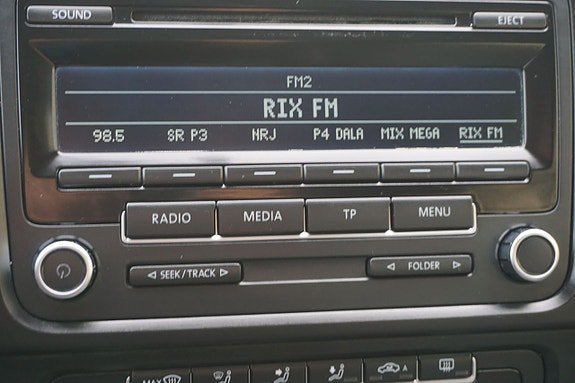 SOUND
EJECT
FM2
RIX FM
98.5 SR P3 NRJ P4 DALA MIX MEGA RIX FM
RADIO MEDIA TP MENU
◁ SEEK/TRACK ▷ ◁ FOLDER ▷
MAX A